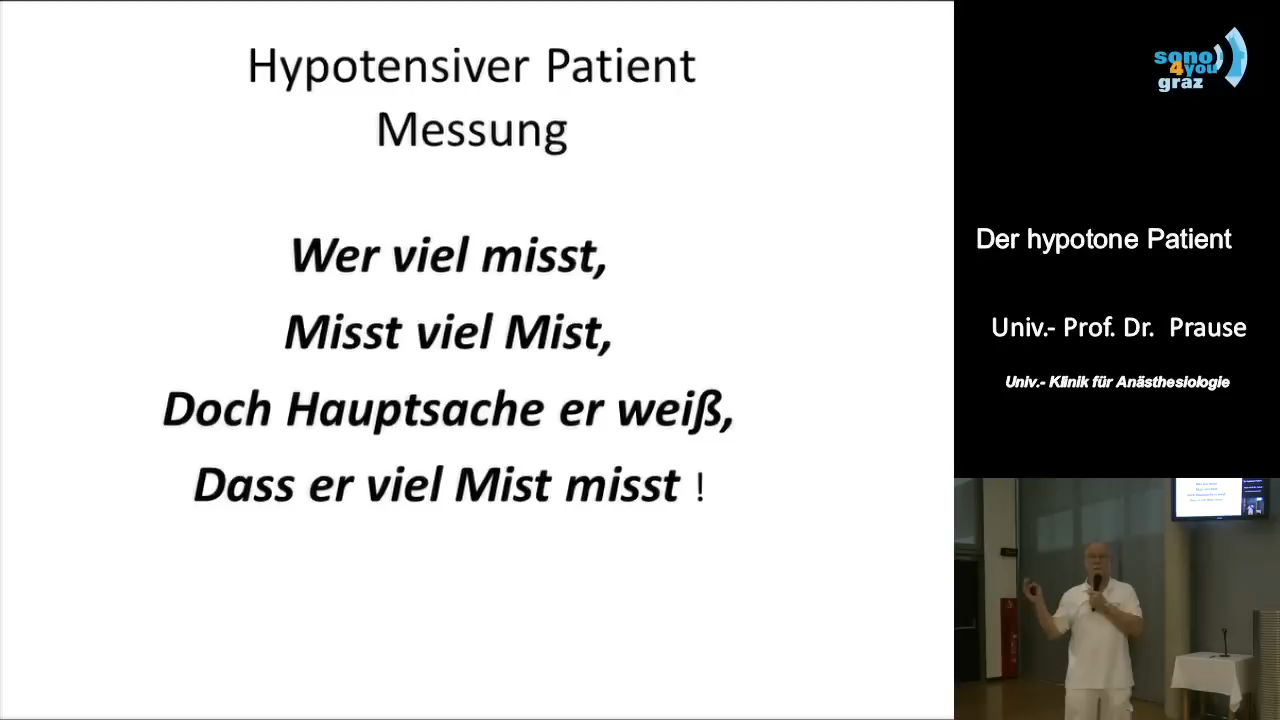 Hypotensiver Patient
Messung
Wer viel misst,
Misst viel Mist,
Doch Hauptsache er weiß,
Dass er viel Mist misst !
sono
4you
graz
Der hypotone Patient
Univ.- Prof. Dr. Prause
Univ.- Klinik für Anästhesiologie